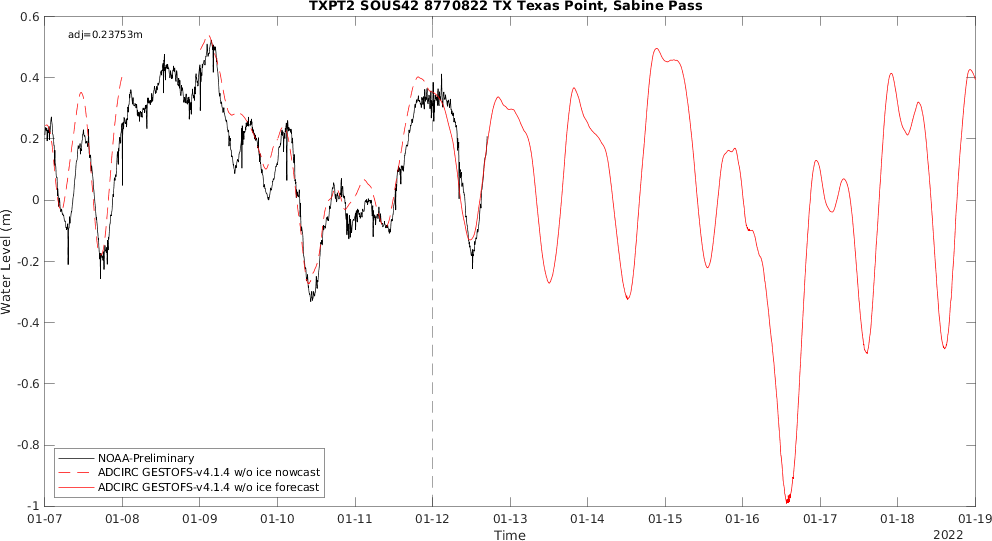 TXPT2 SOUS42 8770822 TX Texas Point, Sabine Pass
adj=0.23753m
0.6
0.4
0.2
0
-0.2
-0.4
-0.6
-0.8
-1
Water Level (m)
NOAA-Preliminary
ADCIRC GESTOFS-v4.1.4 w/o ice nowcast
ADCIRC GESTOFS-v4.1.4 w/o ice forecast
01-07 01-08 01-09 01-10 01-11 01-12 01-13 01-14 01-15 01-16 01-17 01-18 01-19
Time
2022